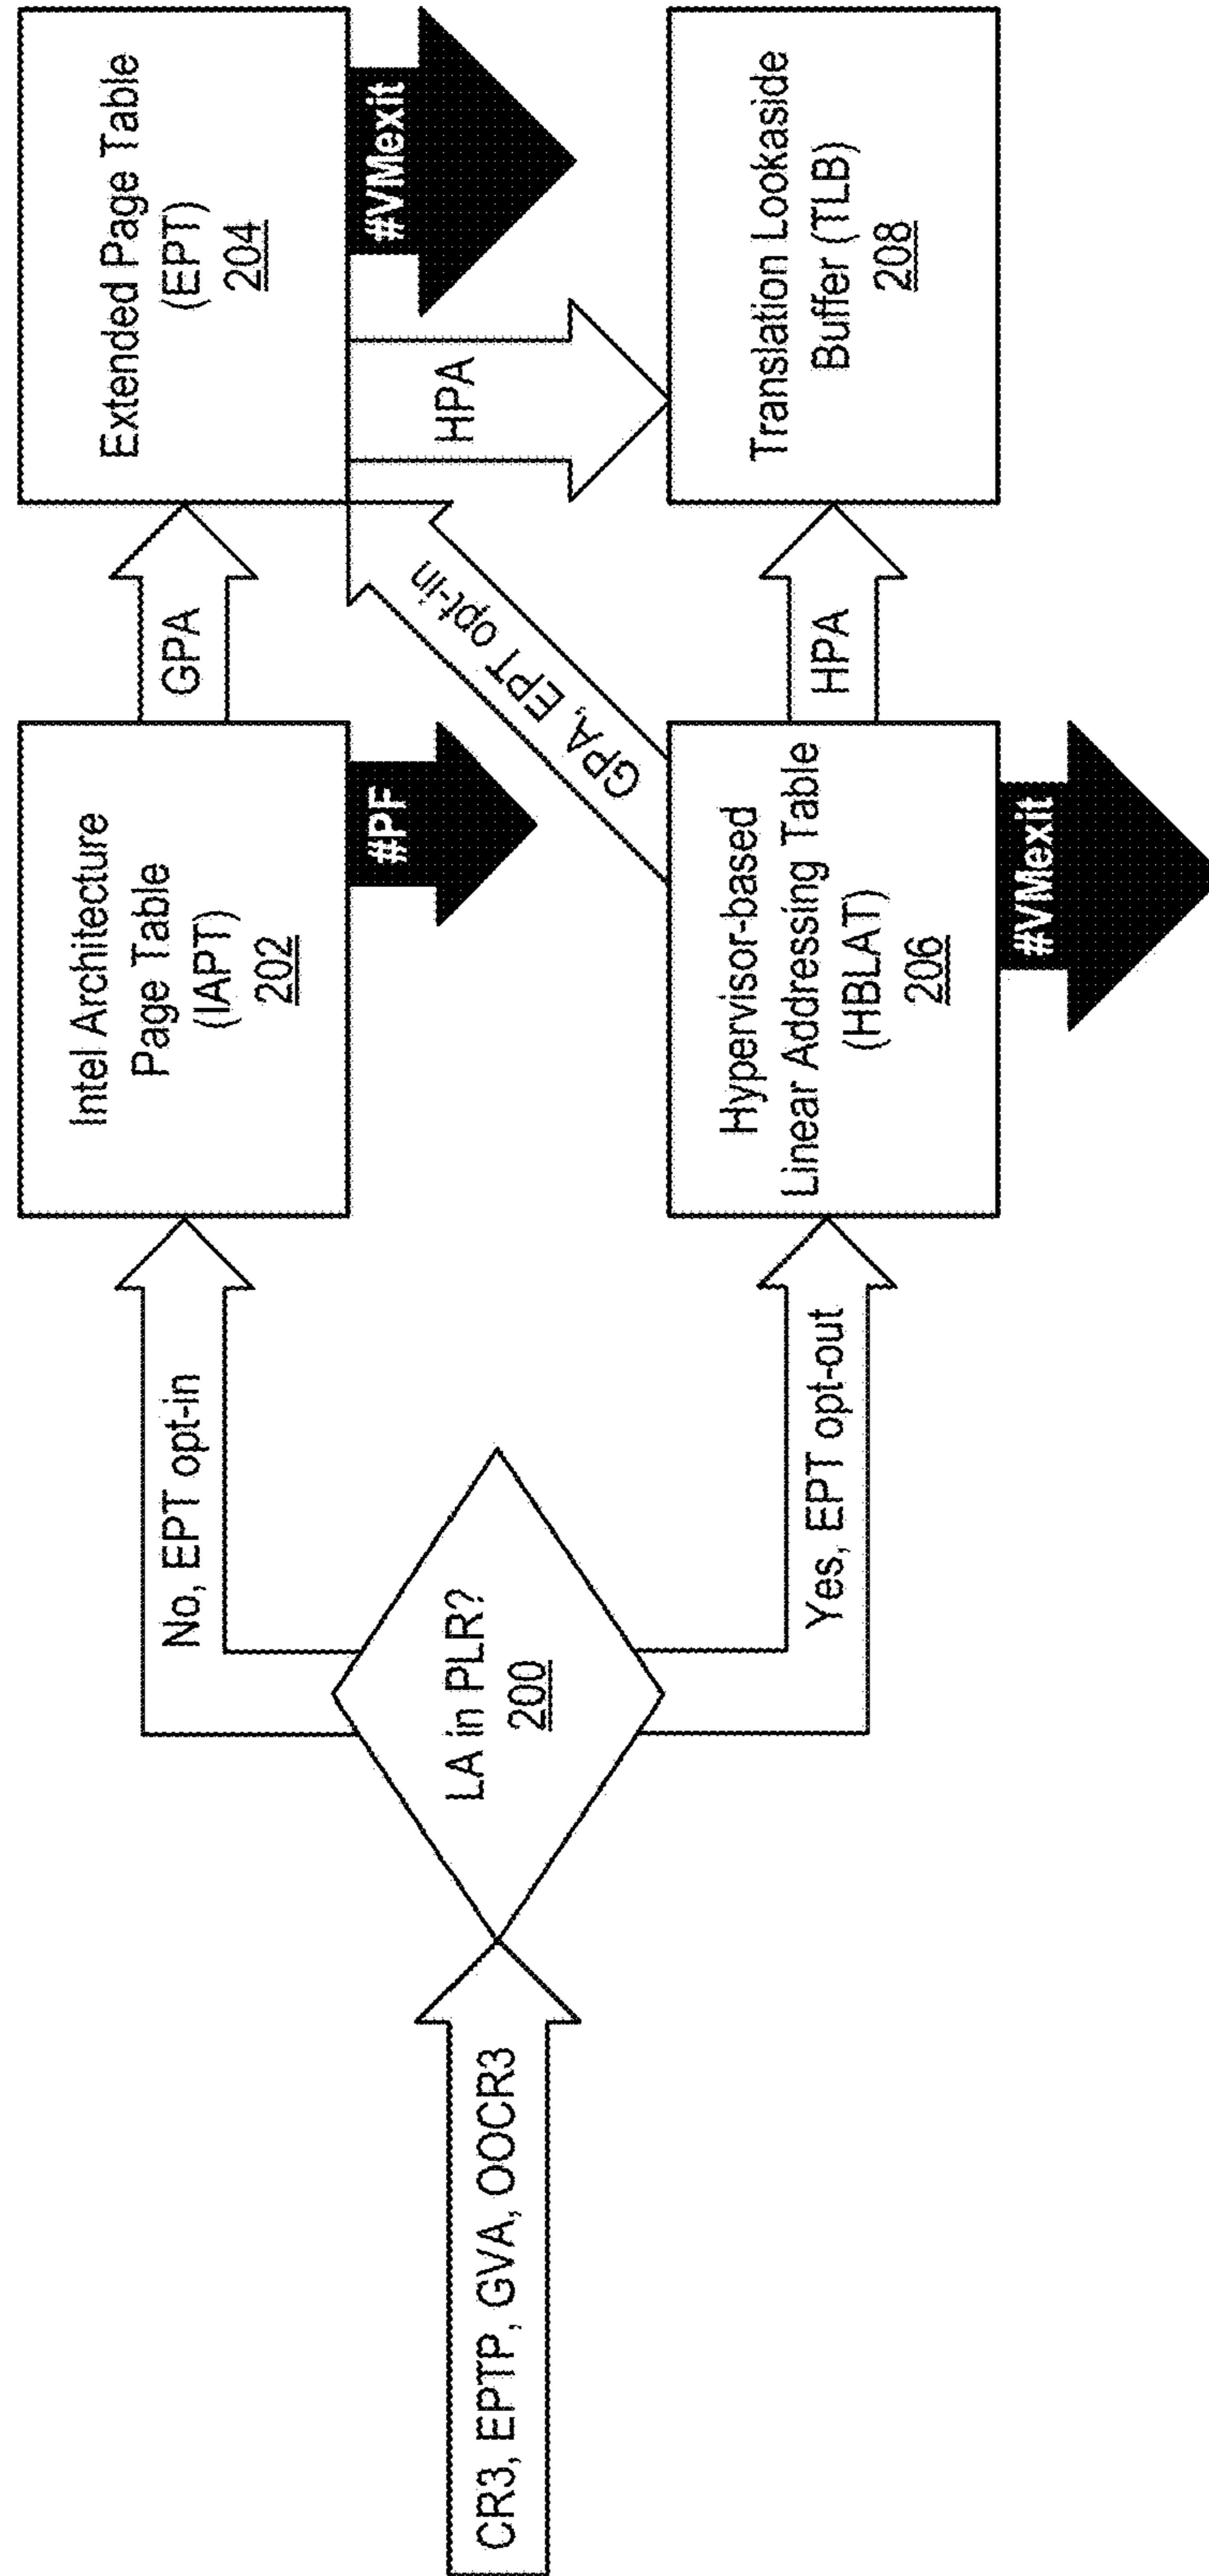 CR3, EPTP, GVA, OOCR3
LA in PLR?
200
No, EPT opt-in
Yes, EPT opt-out
Intel Architecture
Page Table
(IAPT)
202
#PF
GPA
Extended Page Table
(EPT)
204
#VMexit
HPA
GPA, EPT opt-in
Hypervisor-based
Linear Addressing Table
(HBLAT)
206
#VMexit
HPA
Translation Lookaside
Buffer (TLB)
208